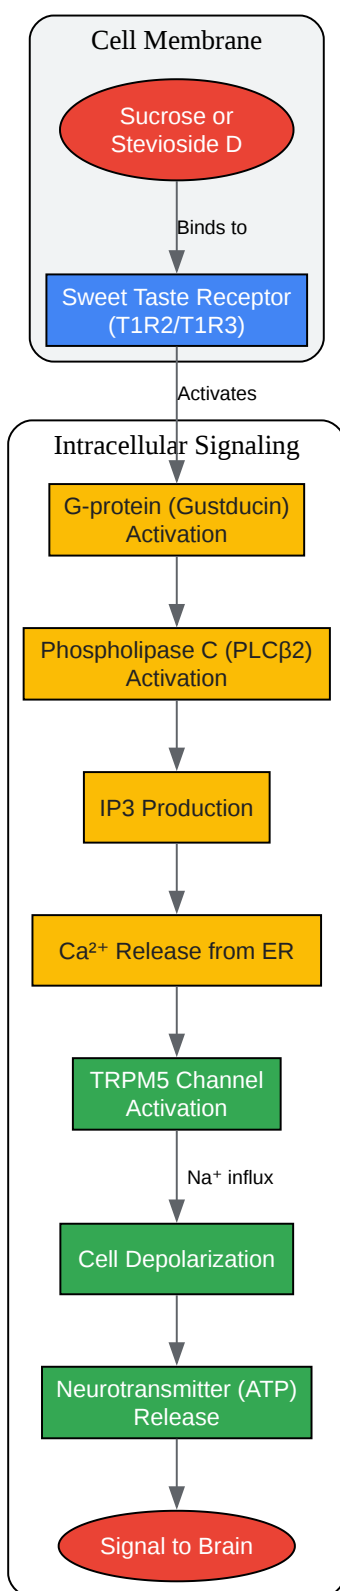 Cell Membrane
Sucrose or
Stevioside D
Binds to
Sweet Taste Receptor
(T1R2/T1R3)
Activates
Intracellular Signaling
G-protein (Gustducin)
Activation
Phospholipase C (PLCβ2)
Activation
IP3 Production
Ca²⁺ Release from ER
TRPM5 Channel
Activation
Na⁺ influx
Cell Depolarization
Neurotransmitter (ATP)
Release
Signal to Brain